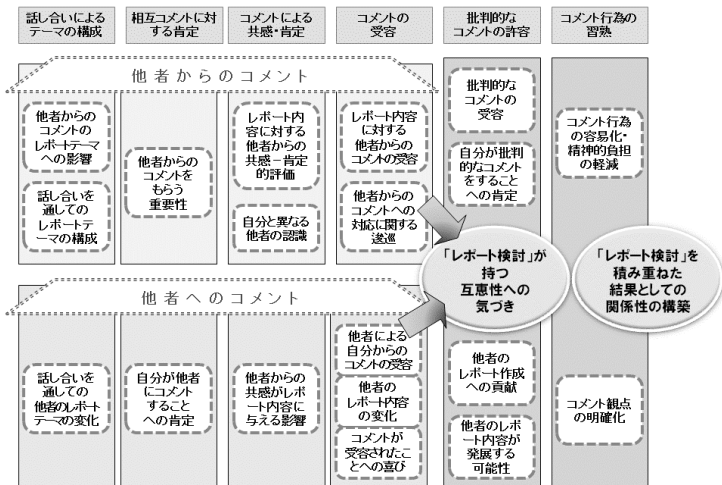 話し合いによる
テーマの構成
相互コメントに対
する肯定
コメントによる
共感・肯定
コメントの
受容
批判的な
コメントの許容
コメント行為の
習熟
他者からのコメント
他者からの
コメントの
レポートテーマ
への影響
話し合いを
通しての
レポートテー
マの構成
他者からの
コメントを
もらう
重要性
レポート内
容に対する
他者からの
共感－肯定
的評価
自分と異なる
他者の認識
レポート内容
に対する
他者からの
コメントの受容
他者からの
コメントへの
対応に関する
逡巡
批判的な
コメントの
受容
自分が批判
的なコメント
をすること
への肯定
コメント行為
の容易化・
精神的負担
の軽減
「レポート検討」が
持つ
互恵性への
気づき
「レポート検討」を
積み重ねた
結果としての
関係性の構築
他者へのコメント
話し合いを
通しての
他者のレポート
テーマの変化
自分が他者
にコメント
すること
への肯定
他者からの
共感がレポ
ート内容に
与える影響
他者による
自分からの
コメントの受容
他者の
レポート内容
の変化
コメントが
受容されたこ
とへの喜び
他者の
レポート作成
への貢献
他者のレポ
ート内容が
発展する
可能性
コメント観点
の明確化